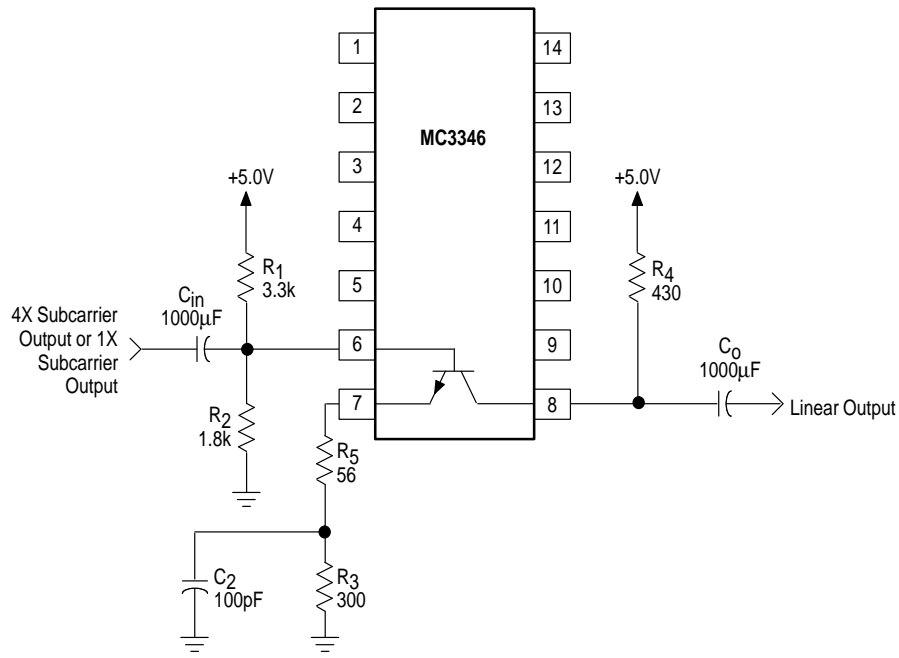 1
14
2
13
MC3346
3
12
+5.0V
+5.0V
4
11
R1
3.3k
5
10
R4
430
Cin
1000µF
4X Subcarrier
Output or 1X
Subcarrier
Output
6
9
Co
1000µF
7
8
Linear Output
R2
1.8k
R5
56
C2
100pF
R3
300